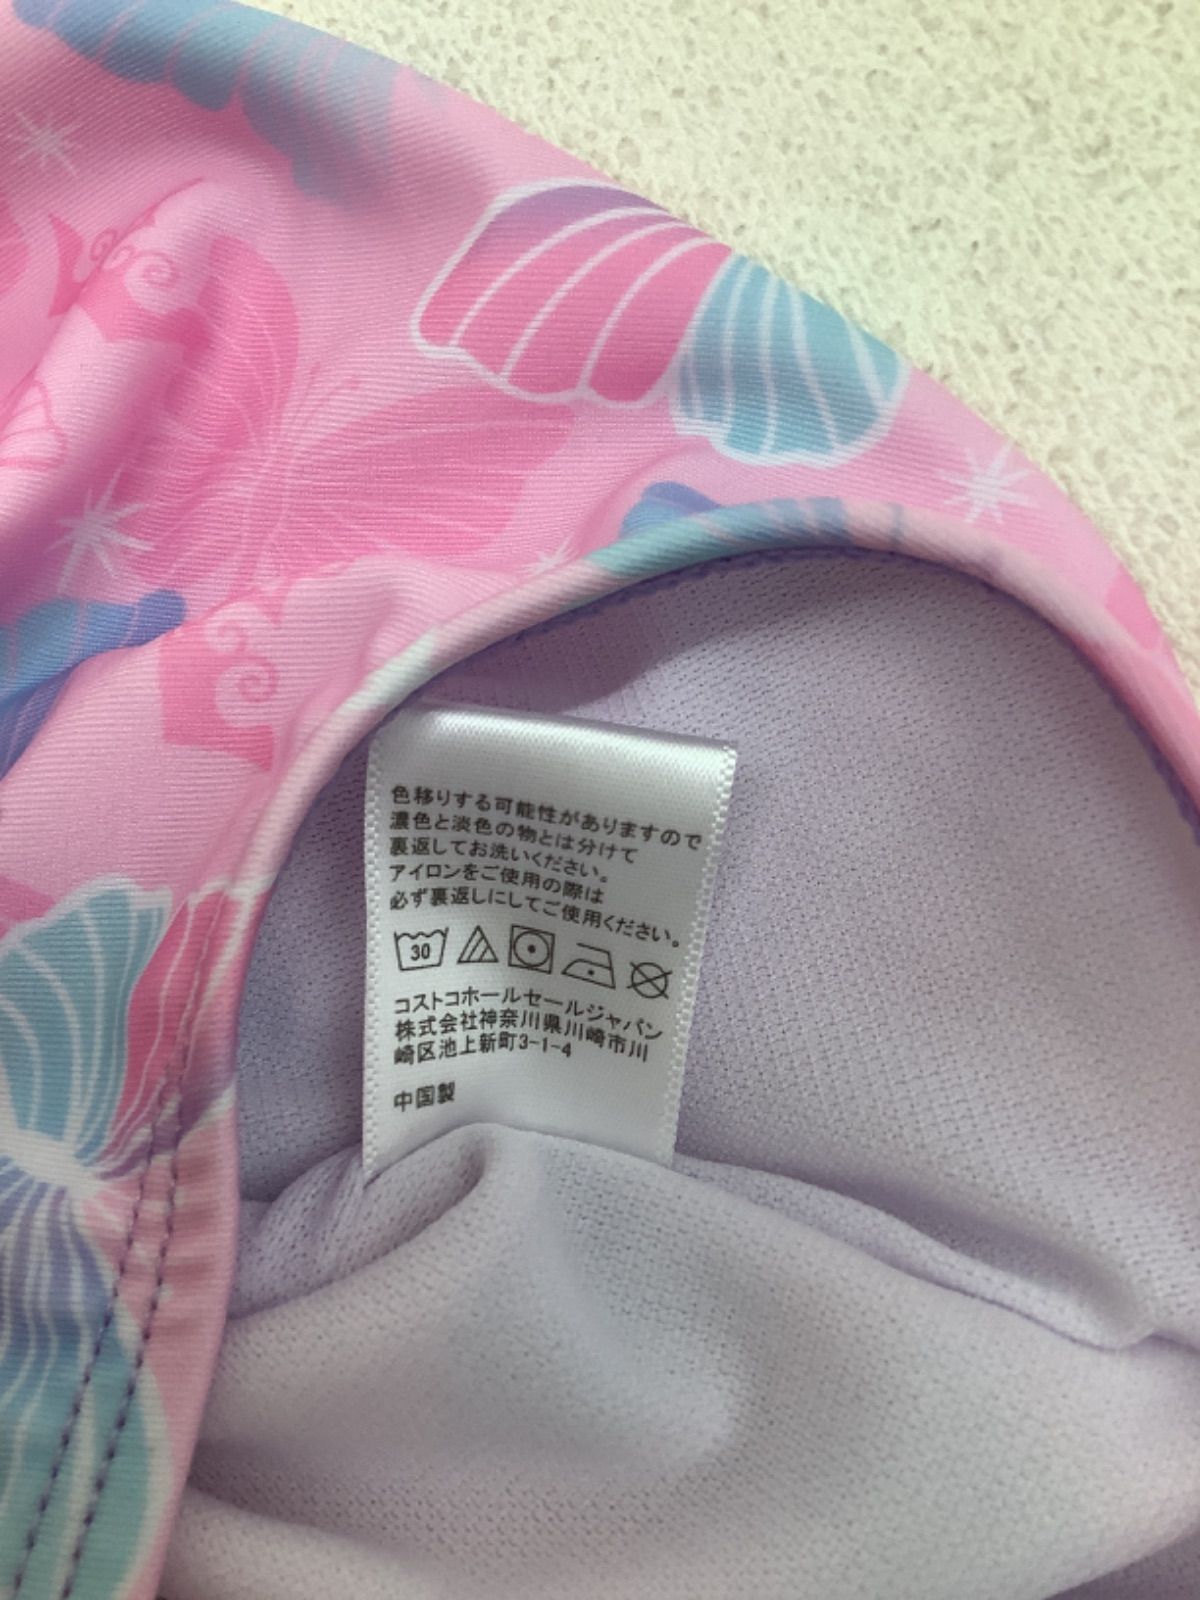 色移りする可能性がありますので
濃色と淡色の物とは分けて
裏返してお洗いください。
アイロンをご使用の際は
必ず裏返しにしてご使用ください。
30
コストコホールセールジャパン
株式会社神奈川県川崎市川
崎区池上新町3-1-4
中国製